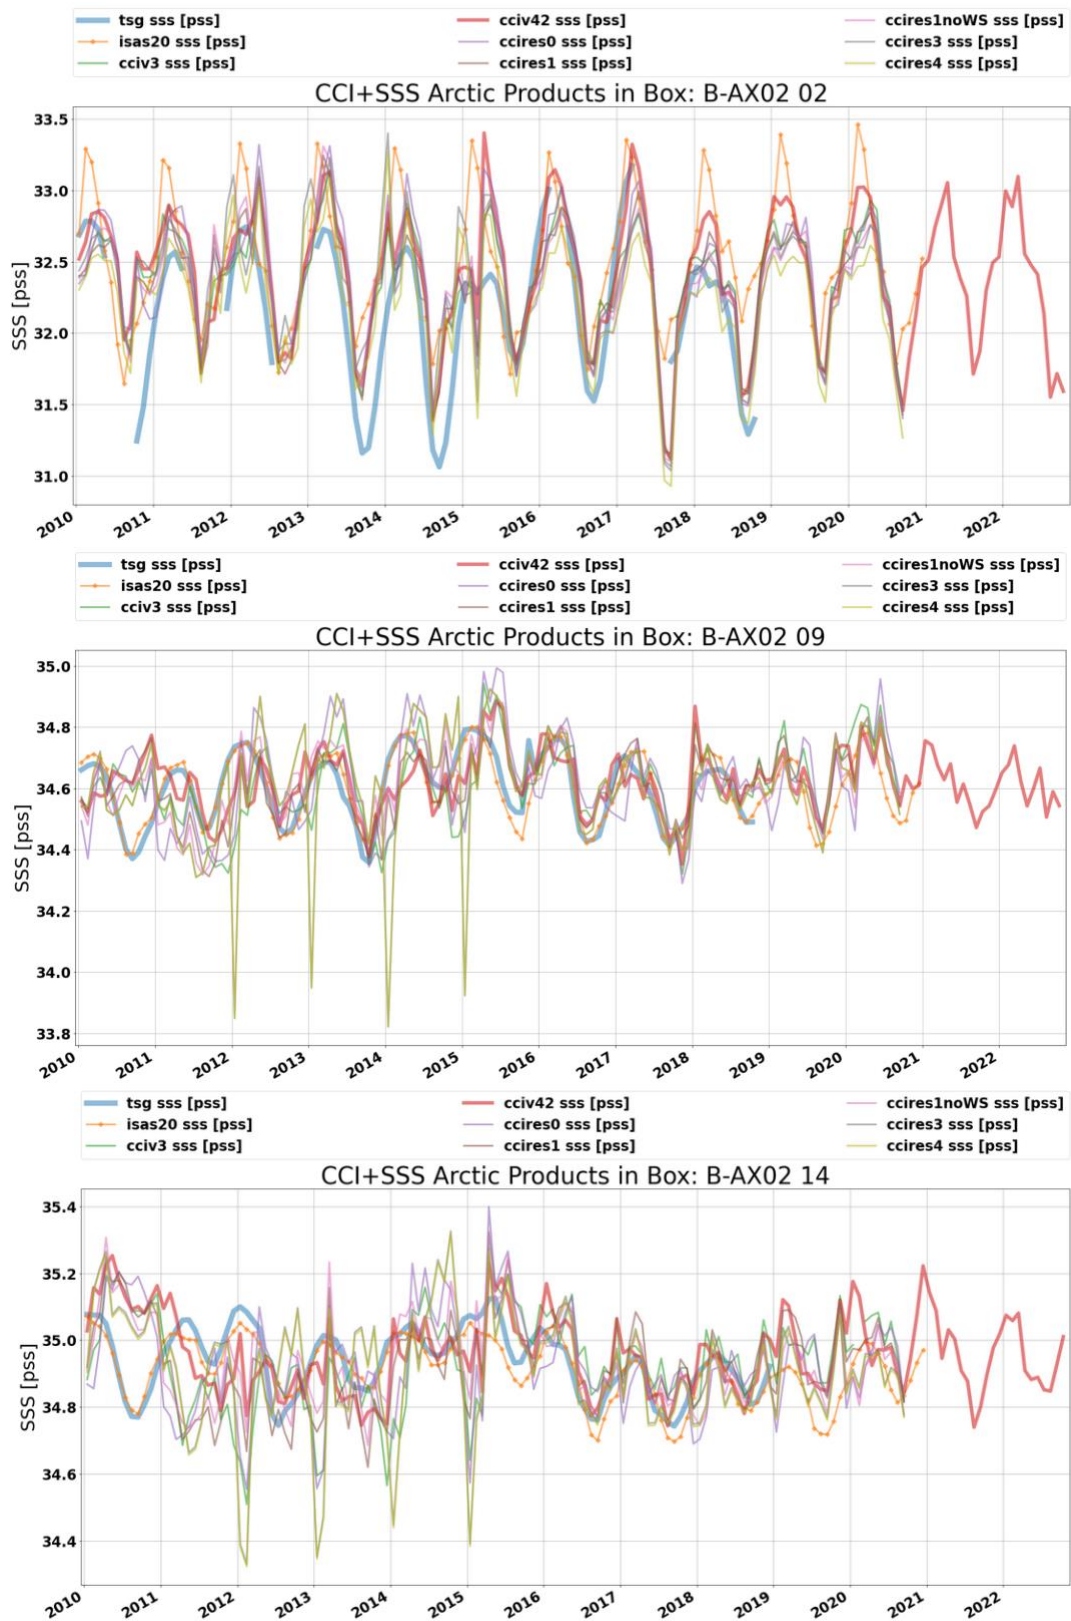 tsg sss [pss] cciv42 sss [pss] ccires1noWS sss [pss]
isas20 sss [pss] ccires0 sss [pss] ccires3 sss [pss]
cciv3 sss [pss] ccires1 sss [pss] ccires4 sss [pss]
CCI+SSS Arctic Products in Box: B-AX02 02
33.5
33.0
32.5
32.0
31.5
31.0
SSS [pss]
2010 2011 2012 2013 2014 2015 2016 2017 2018 2019 2020 2021 2022
tsg sss [pss] cciv42 sss [pss] ccires1noWS sss [pss]
isas20 sss [pss] ccires0 sss [pss] ccires3 sss [pss]
cciv3 sss [pss] ccires1 sss [pss] ccires4 sss [pss]
CCI+SSS Arctic Products in Box: B-AX02 09
35.0
34.8
34.6
34.4
34.2
34.0
33.8
SSS [pss]
2010 2011 2012 2013 2014 2015 2016 2017 2018 2019 2020 2021 2022
tsg sss [pss] cciv42 sss [pss] ccires1noWS sss [pss]
isas20 sss [pss] ccires0 sss [pss] ccires3 sss [pss]
cciv3 sss [pss] ccires1 sss [pss] ccires4 sss [pss]
CCI+SSS Arctic Products in Box: B-AX02 14
35.4
35.2
35.0
34.8
34.6
34.4
SSS [pss]
2010 2011 2012 2013 2014 2015 2016 2017 2018 2019 2020 2021 2022